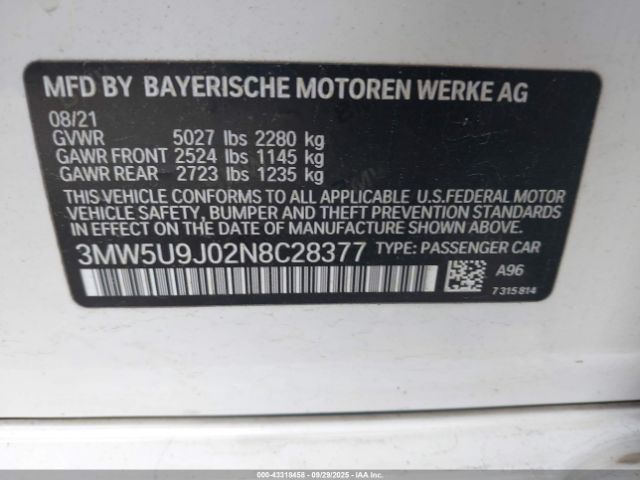 MFD BY BAYERISCHE MOTOREN WERKE AG
08/21
GVWR 5027 lbs 2280 kg
GAWR FRONT 2524 lbs 1145 kg
GAWR REAR 2723 lbs 1235 kg
THIS VEHICLE CONFORMS TO ALL APPLICABLE U.S.FEDERAL MOTOR
VEHICLE SAFETY, BUMPER AND THEFT PREVENTION STANDARDS
IN EFFECT ON THE DATE OF MANUFACTURE SHOWN ABOVE.
3MW5U9J02N8C28377 TYPE: PASSENGER CAR
A96
7 315 814
000-43318458 - 09/29/2025 - IAAI Copart